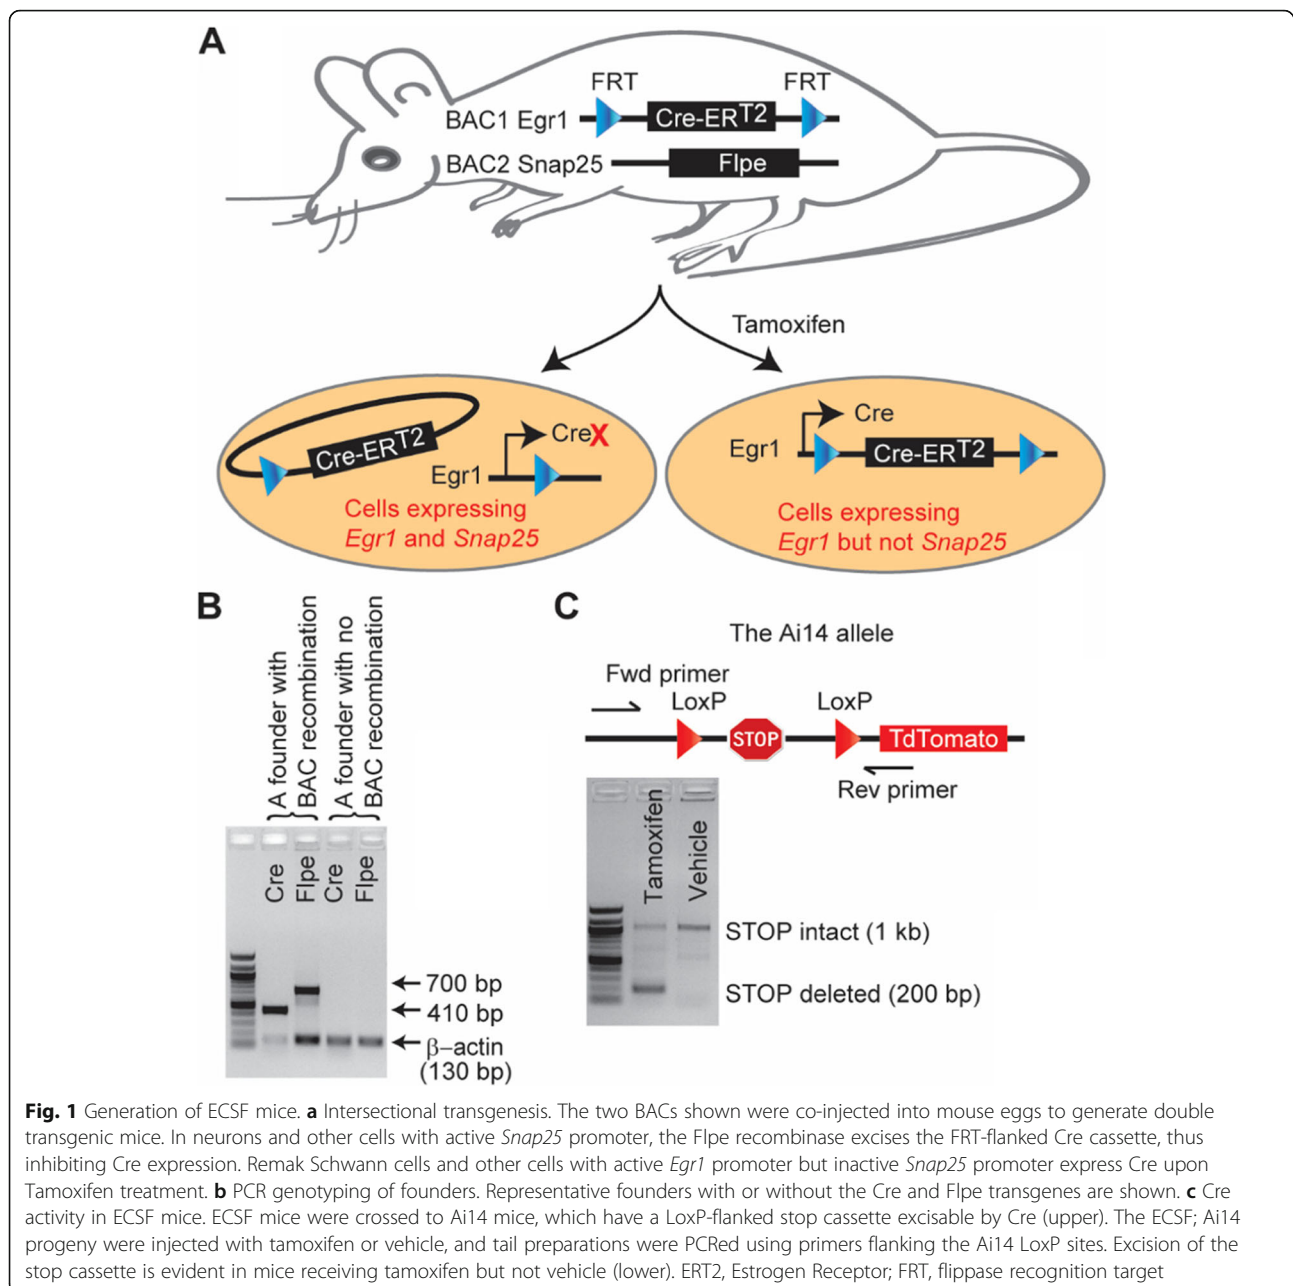 A
FRT FRT
BAC1 Egr1 Cre-ERT2
BAC2 Snap25 Flpe
Tamoxifen
Cre-ERT2
CreX
Egr1
Cells expressing
Egr1 and Snap25
Cre
Egr1 Cre-ERT2
Cells expressing
Egr1 but not Snap25
B
A founder with
BAC recombination
A founder with no
BAC recombination
Cre
Flpe
Cre
Flpe
700 bp
410 bp
β–actin
(130 bp)
C
The Ai14 allele
Fwd primer
LoxP LoxP
STOP TdTomato
Rev primer
Tamoxifen
Vehicle
STOP intact (1 kb)
STOP deleted (200 bp)
Fig. 1 Generation of ECSF mice. a Intersectional transgenesis. The two BACs shown were co-injected into mouse eggs to generate double
transgenic mice. In neurons and other cells with active Snap25 promoter, the Flpe recombinase excises the FRT-flanked Cre cassette, thus
inhibiting Cre expression. Remak Schwann cells and other cells with active Egr1 promoter but inactive Snap25 promoter express Cre upon
Tamoxifen treatment. b PCR genotyping of founders. Representative founders with or without the Cre and Flpe transgenes are shown. c Cre
activity in ECSF mice. ECSF mice were crossed to Ai14 mice, which have a LoxP-flanked stop cassette excisable by Cre (upper). The ECSF; Ai14
progeny were injected with tamoxifen or vehicle, and tail preparations were PCRed using primers flanking the Ai14 LoxP sites. Excision of the
stop cassette is evident in mice receiving tamoxifen but not vehicle (lower). ERT2, Estrogen Receptor; FRT, flippase recognition target